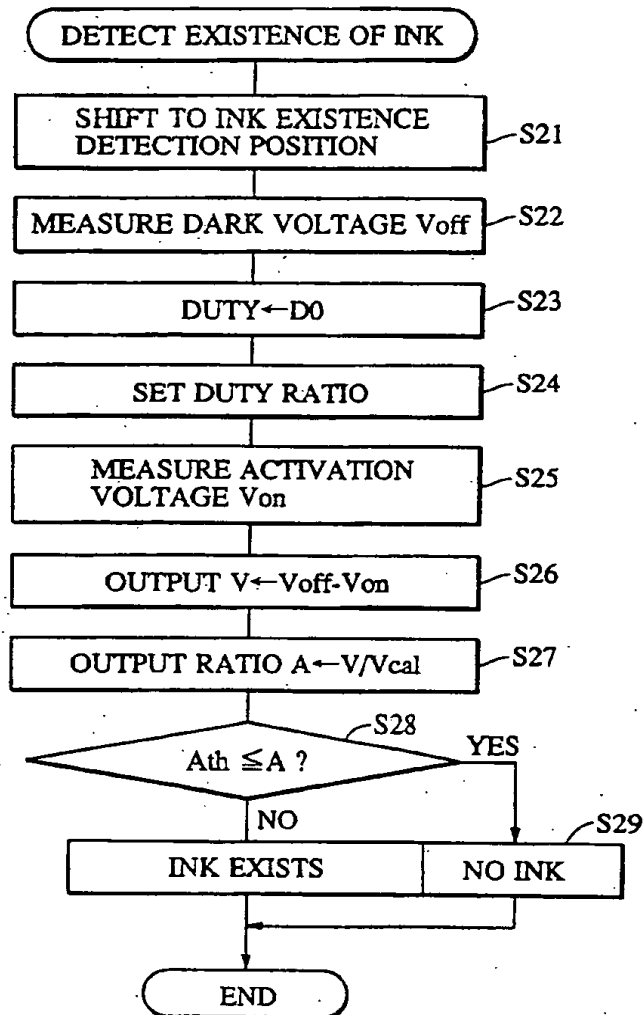 DETECT EXISTENCE OF INK
SHIFT TO INK EXISTENCE
DETECTION POSITION
S21
MEASURE DARK VOLTAGE Voff
S22
DUTY←D0
S23
SET DUTY RATIO
S24
MEASURE ACTIVATION
VOLTAGE Von
S25
OUTPUT V←Voff-Von
S26
OUTPUT RATIO A←V/Vcal
S27
S28
Ath ≦A ?
YES
NO
S29
INK EXISTS
NO INK
END